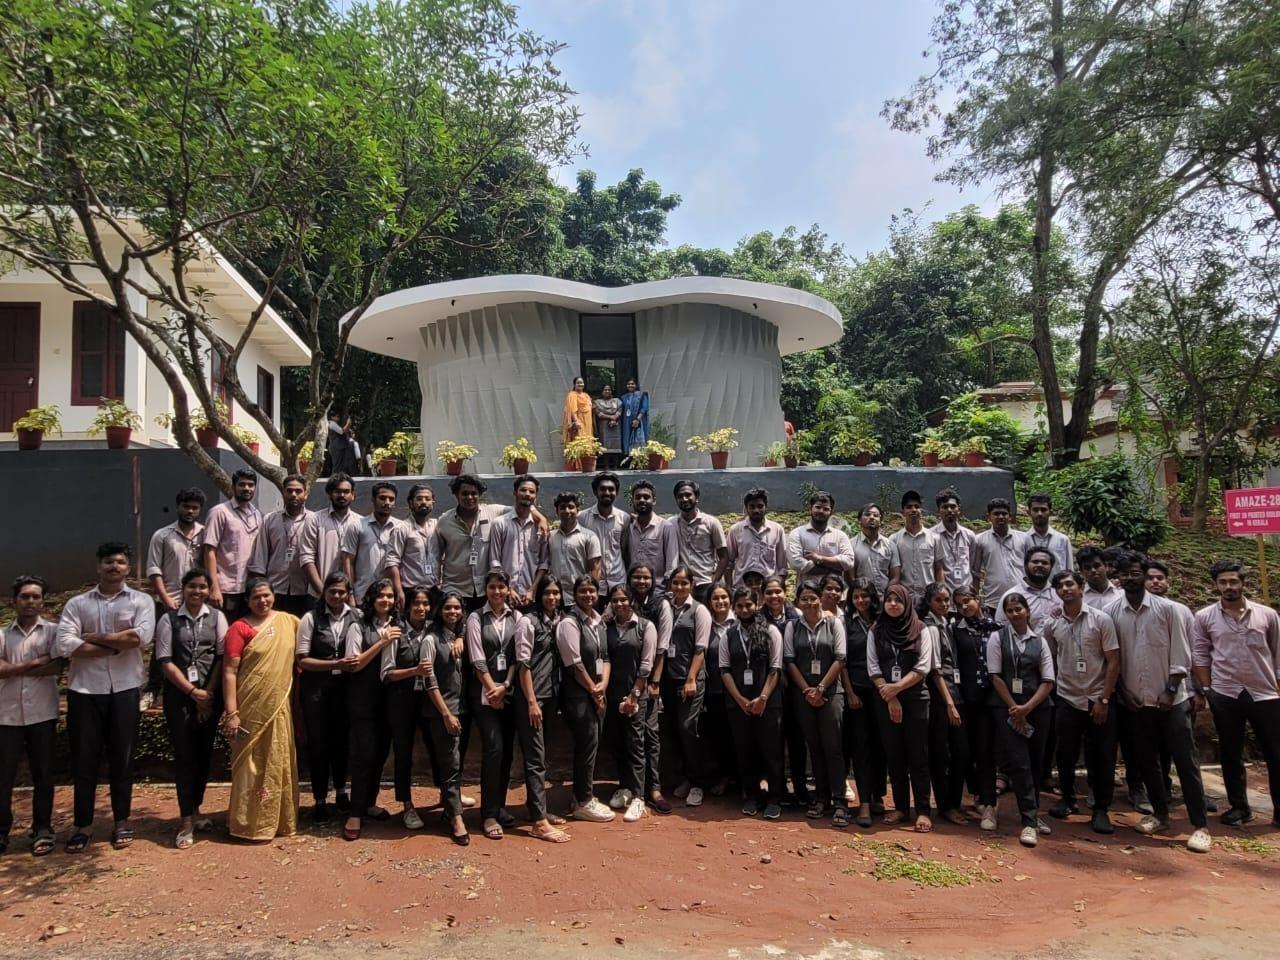 AMAZE-28
FIRST 3D PRINTED BUILDING
IN KERALA